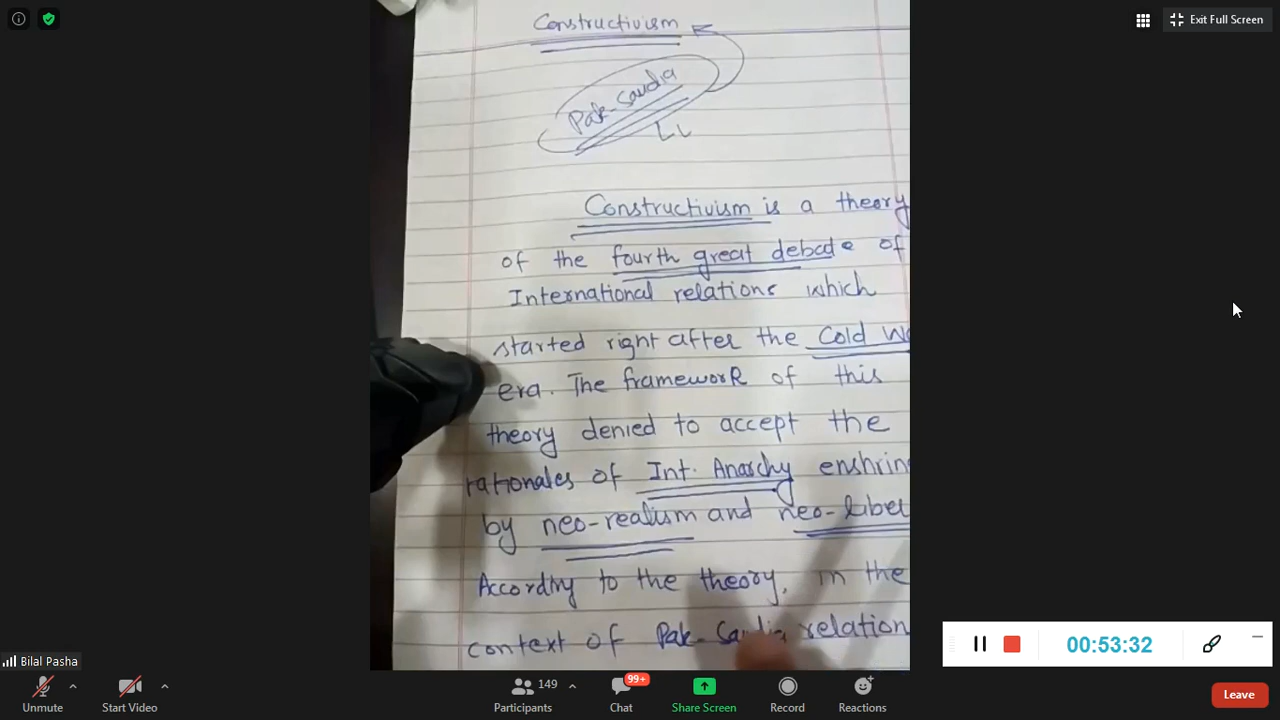 Exit Full Screen
Constructivism
Pak-Saudia
Constructivism is a theory
of the fourth great debate of
International relations which
started right after the Cold Wa
era. The framework of this
theory denied to accept the
rationales of Int. Anarchy enshrin
by neo-realism and neo-liber
Accordig to the theory, in the
context of Pak-Saudia relation
Bilal Pasha
00:53:32
Unmute
Start Video
149
Participants
99+
Chat
Share Screen
Record
Reactions
Leave